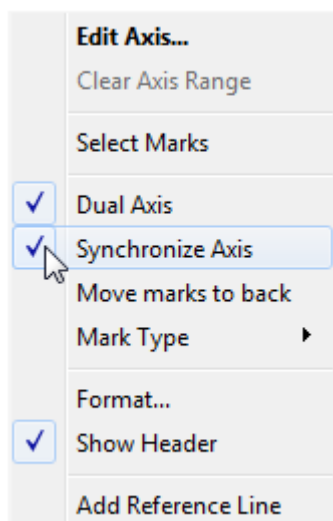 Edit Axis...
Clear Axis Range
Select Marks
Dual Axis
Synchronize Axis
Move marks to back
Mark Type
Format...
Show Header
Add Reference Line